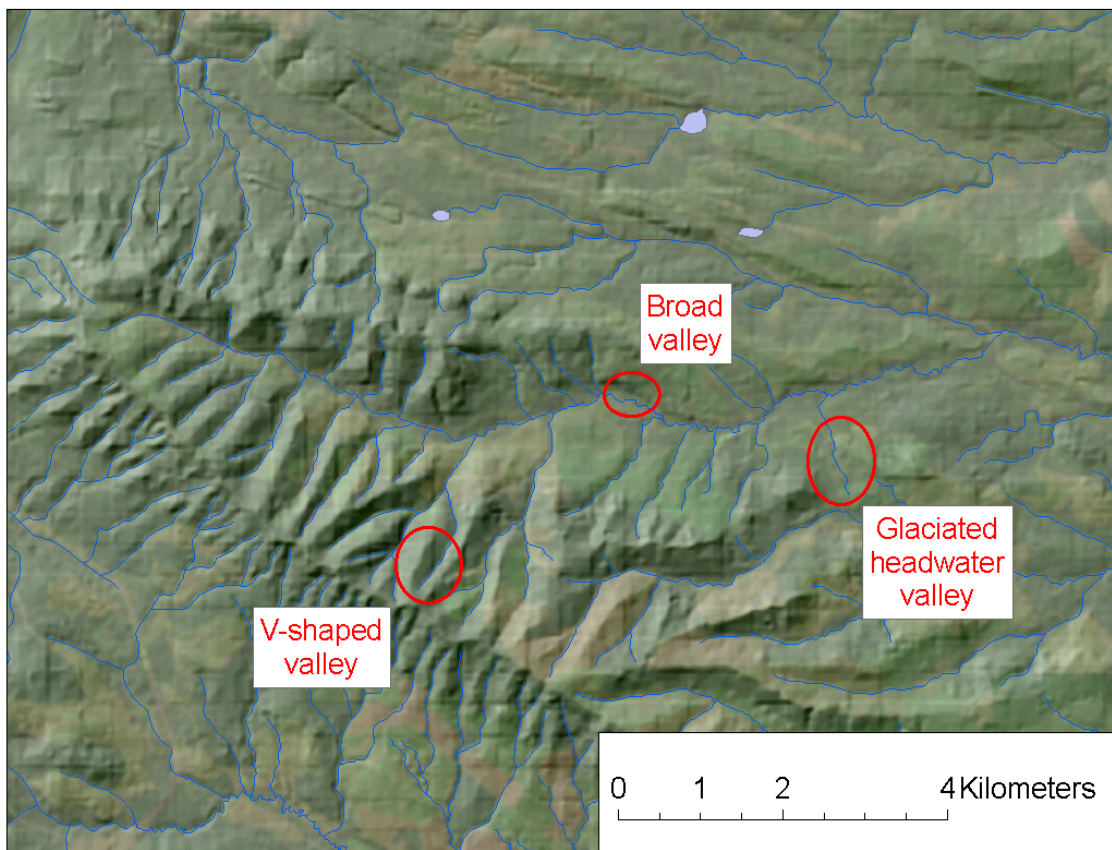 Broad
valley
Glaciated
headwater
valley
V-shaped
valley
0 1 2 4 Kilometers